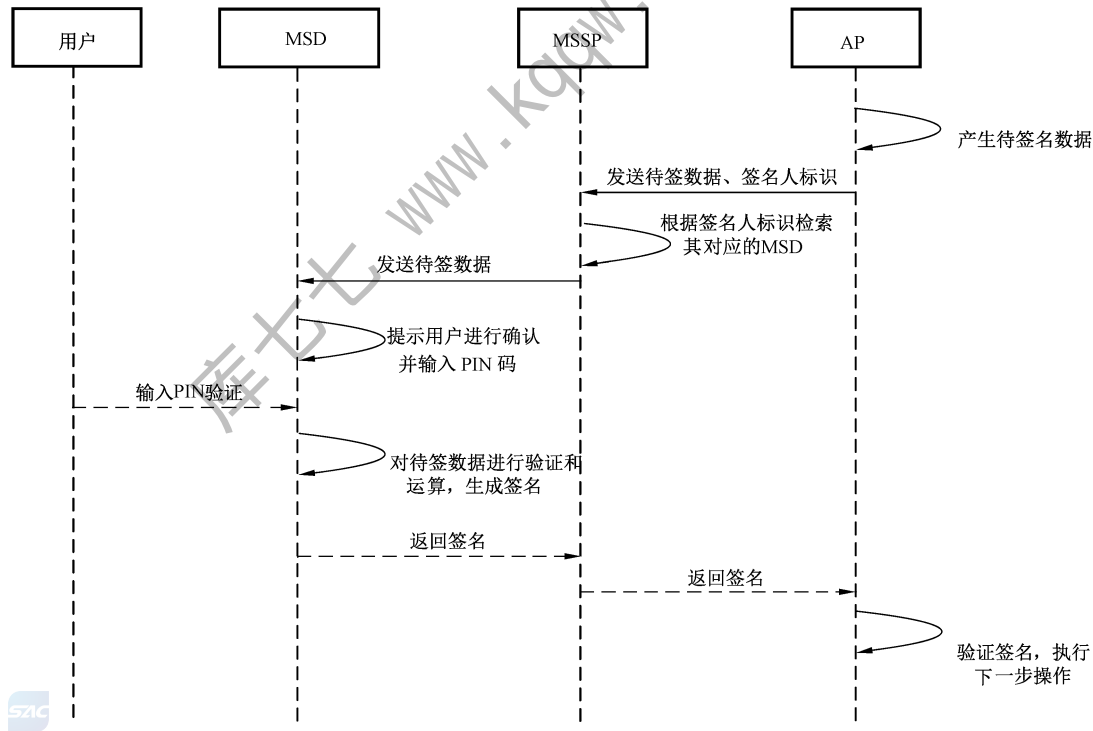 用户
MSD
MSSP
AP
产生待签名数据
发送待签数据、签名人标识
根据签名人标识检索
其对应的MSD
发送待签数据
提示用户进行确认
并输入 PIN 码
输入PIN验证
对待签数据进行验证和
运算，生成签名
返回签名
返回签名
验证签名，执行
下一步操作
库七七 www.kqqw.
SAC